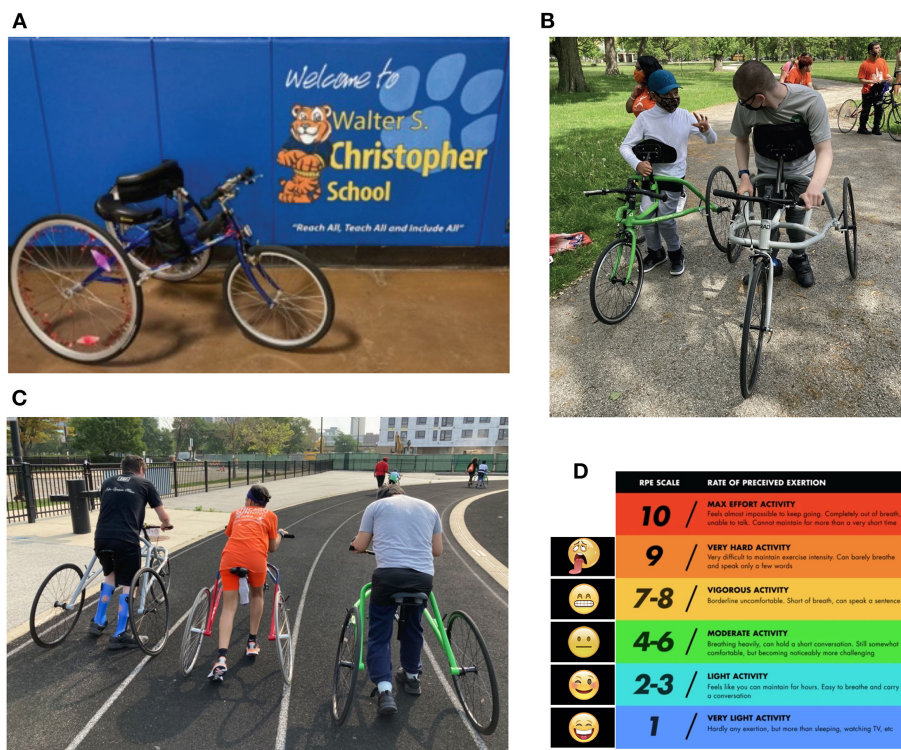 A
Welcome to
Walter S.
Christopher
School
"Reach All, Teach All and include All"
B
C
D
RPE SCALE / RATE OF PERCEIVED EXERTION
10 / MAX EFFORT ACTIVITY
Feels almost impossible to keep going. Completely out of breath,
unable to talk. Cannot maintain for more than a very short time
9 / VERY HARD ACTIVITY
Very difficult to maintain exercise intensity. Can barely breathe
and speak only a few words
7-8 / VIGOROUS ACTIVITY
Borderline uncomfortable. Short of breath, can speak a sentence
4-6 / MODERATE ACTIVITY
Breathing heavily, can hold a short conversation. Still somewhat
comfortable, but becoming noticeably more challenging
2-3 / LIGHT ACTIVITY
Feels like you can maintain for hours. Easy to breathe and carry
a conversation
1 / VERY LIGHT ACTIVITY
Hardly any exertion, but more than sleeping, watching TV, etc